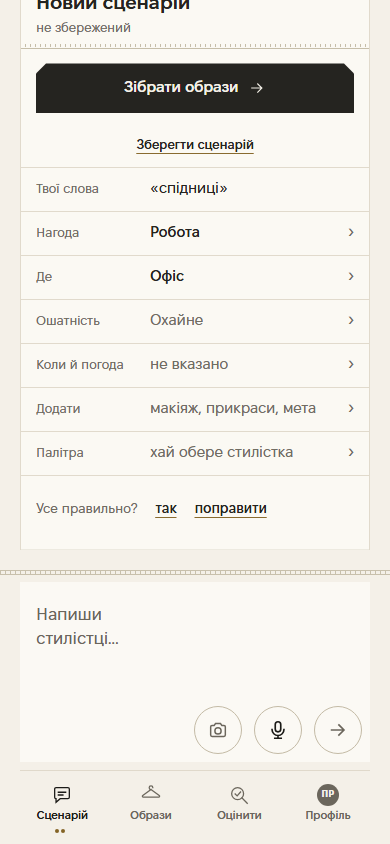 Новий сценарій
не збережений
Зібрати образи →
Зберегти сценарій
Твої слова «спідниці»
Нагода Робота ›
Де Офіс ›
Ошатність Охайне ›
Коли й погода не вказано ›
Додати макіяж, прикраси, мета ›
Палітра хай обере стилістка ›
Усе правильно? так поправити
Напиши
стилістці...
Сценарій Образи Оцінити ПР Профіль